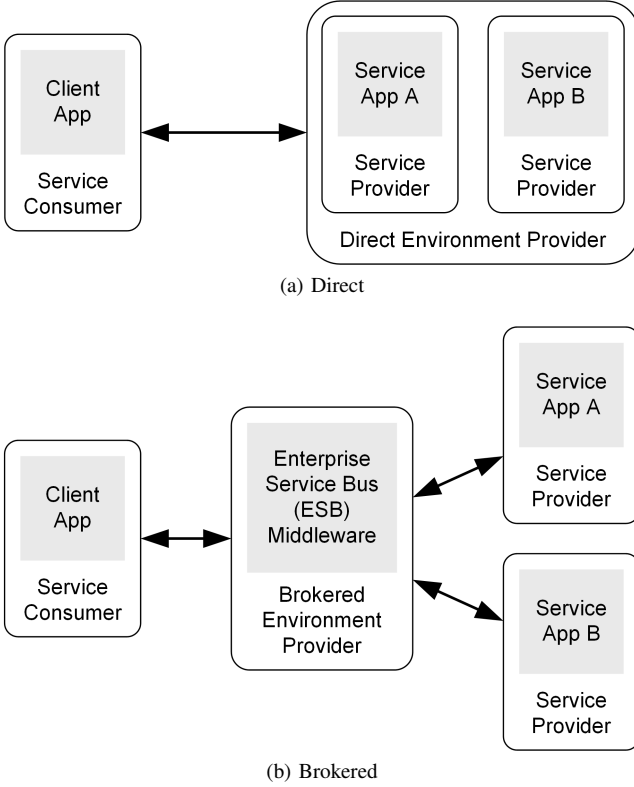 Client
App
Service
Consumer
Service
App A
Service
Provider
Service
App B
Service
Provider
Direct Environment Provider
(a) Direct
Client
App
Service
Consumer
Enterprise
Service Bus
(ESB)
Middleware
Brokered
Environment
Provider
Service
App A
Service
Provider
Service
App B
Service
Provider
(b) Brokered